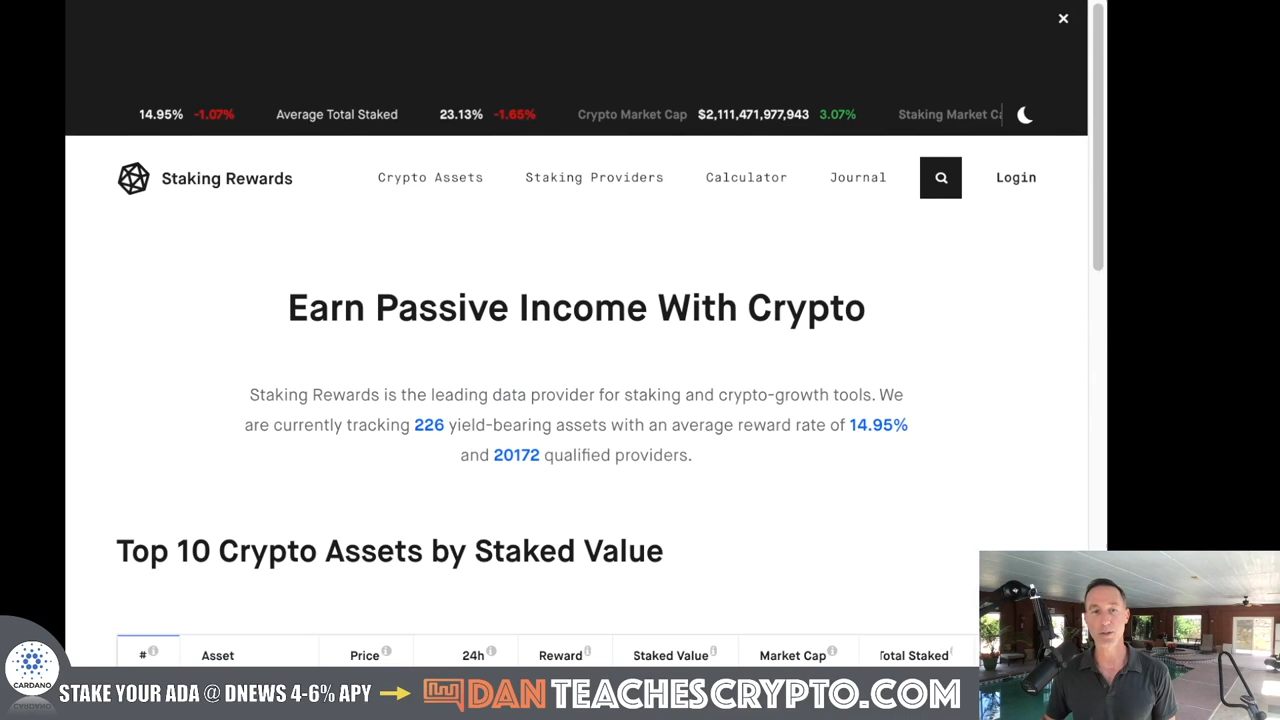 ×
14.95% -1.07% Average Total Staked 23.13% -1.65% Crypto Market Cap $2,111,471,977,943 3.07% Staking Market
Staking Rewards Crypto Assets Staking Providers Calculator Journal Login
Earn Passive Income With Crypto
Staking Rewards is the leading data provider for staking and crypto-growth tools. We
are currently tracking 226 yield-bearing assets with an average reward rate of 14.95%
and 20172 qualified providers.
Top 10 Crypto Assets by Staked Value
# Asset Price 24h Reward Staked Value Market Cap Total Staked
CARDANO
STAKE YOUR ADA @ DNEWS 4-6% APY DANTEACHESCRYPTO.COM